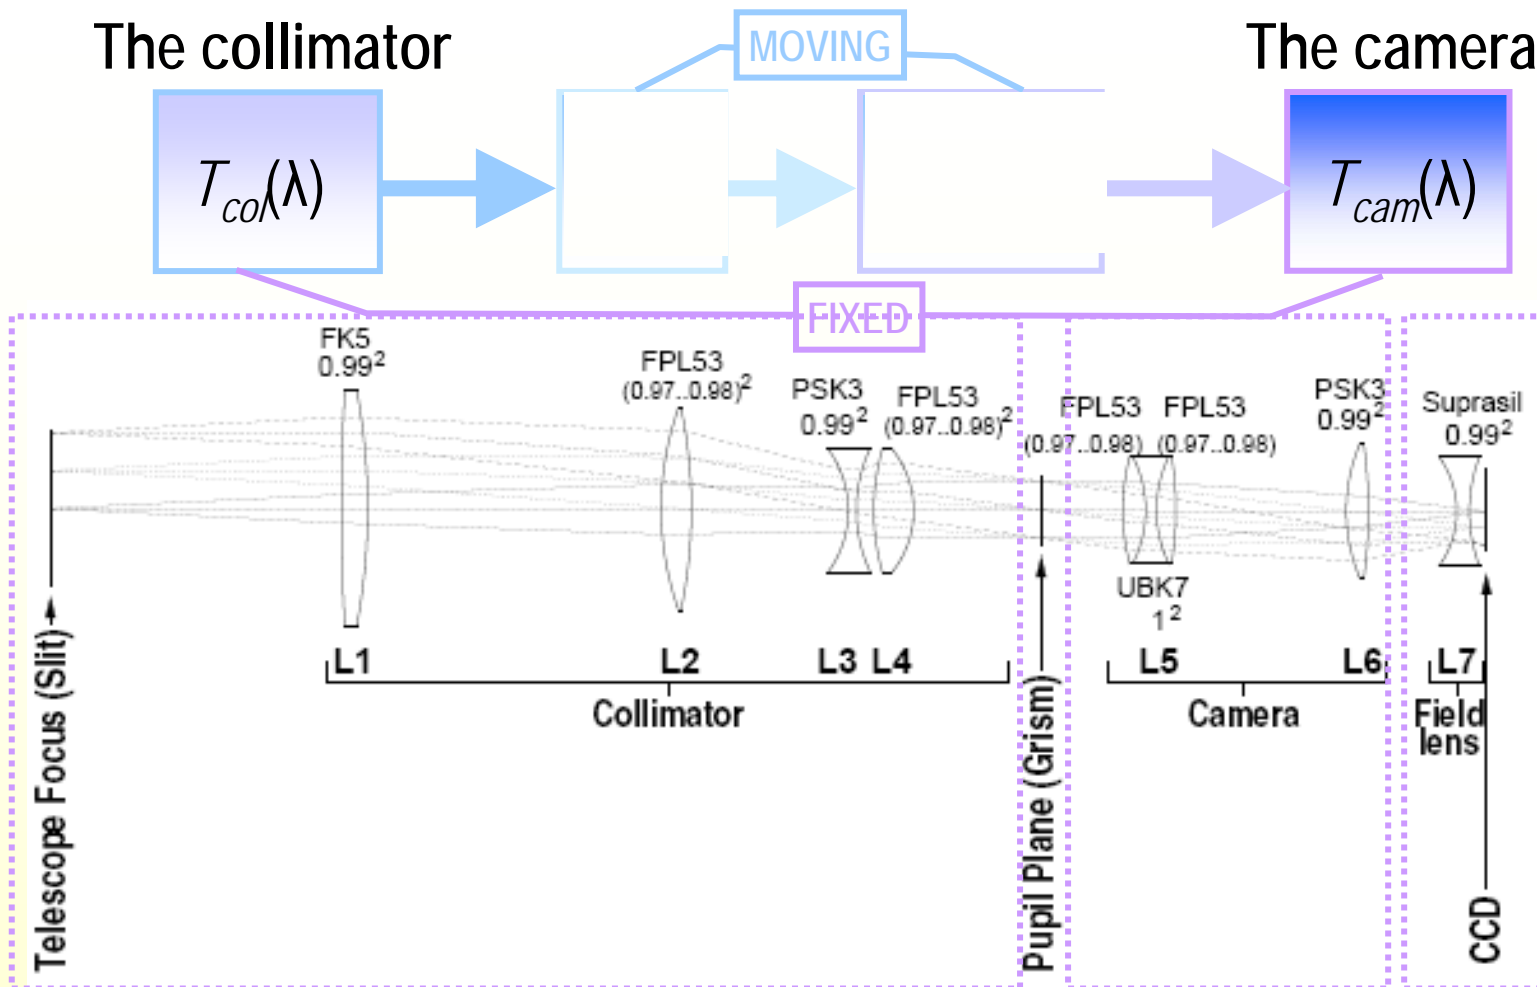 The collimator
MOVING
The camera
T_col(λ)
T_cam(λ)
FIXED
FK5
0.99²
FPL53
(0.97..0.98)²
PSK3
0.99²
FPL53
(0.97..0.98)²
FPL53
(0.97..0.98)
FPL53
(0.97..0.98)
PSK3
0.99²
Suprasil
0.99²
UBK7
1²
L1
L2
L3
L4
L5
L6
L7
Collimator
Camera
Field
lens
Telescope Focus (Slit)
Pupil Plane (Grism)
CCD